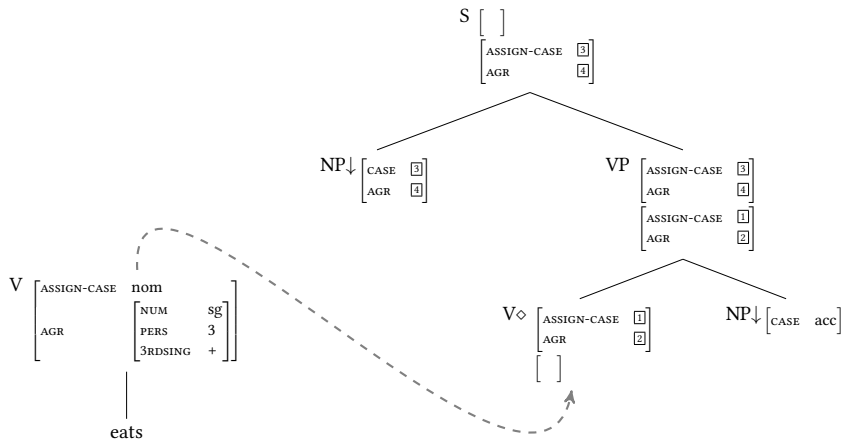 S [ ]
[ASSIGN-CASE 3
AGR 4]
NP↓ [CASE 3
AGR 4]
VP [ASSIGN-CASE 3
AGR 4]
[ASSIGN-CASE 1
AGR 2]
V [ASSIGN-CASE nom
AGR [NUM sg
PERS 3
3RDSING +]]
eats
V◇ [ASSIGN-CASE 1
AGR 2]
[ ]
NP↓ [CASE acc]